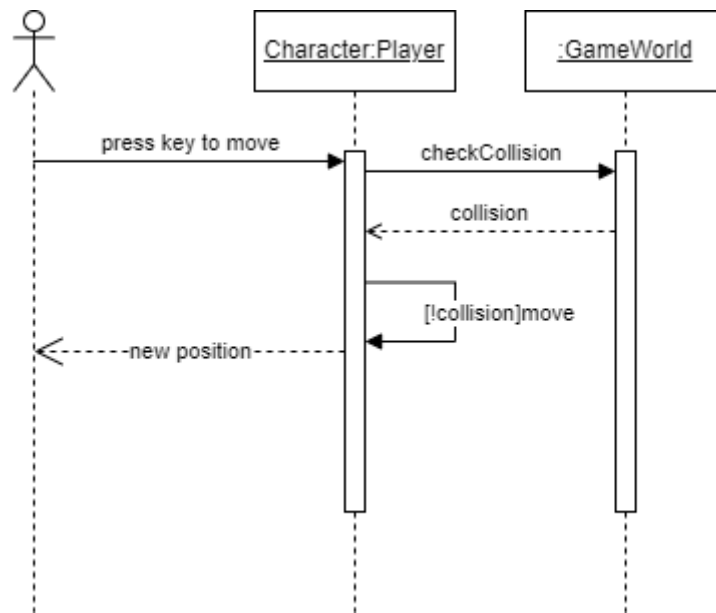 Character:Player
:GameWorld
press key to move
checkCollision
collision
[!collision]move
new position